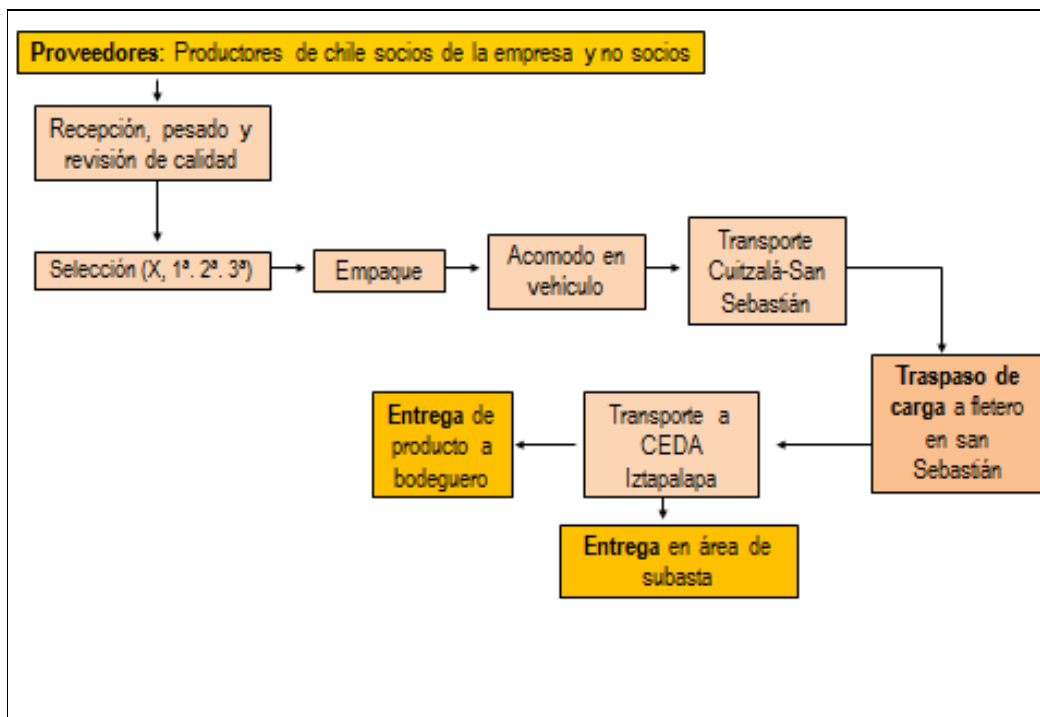 Proveedores: Productores de chile socios de la empresa y no socios
Recepción, pesado y
revisión de calidad
Selección (X, 1ª. 2ª. 3ª)
Empaque
Acomodo en
vehículo
Transporte
Cuitzalá-San
Sebastián
Traspaso de
carga a fletero
en san
Sebastián
Transporte a
CEDA
Iztapalapa
Entrega de
producto a
bodeguero
Entrega en área de
subasta